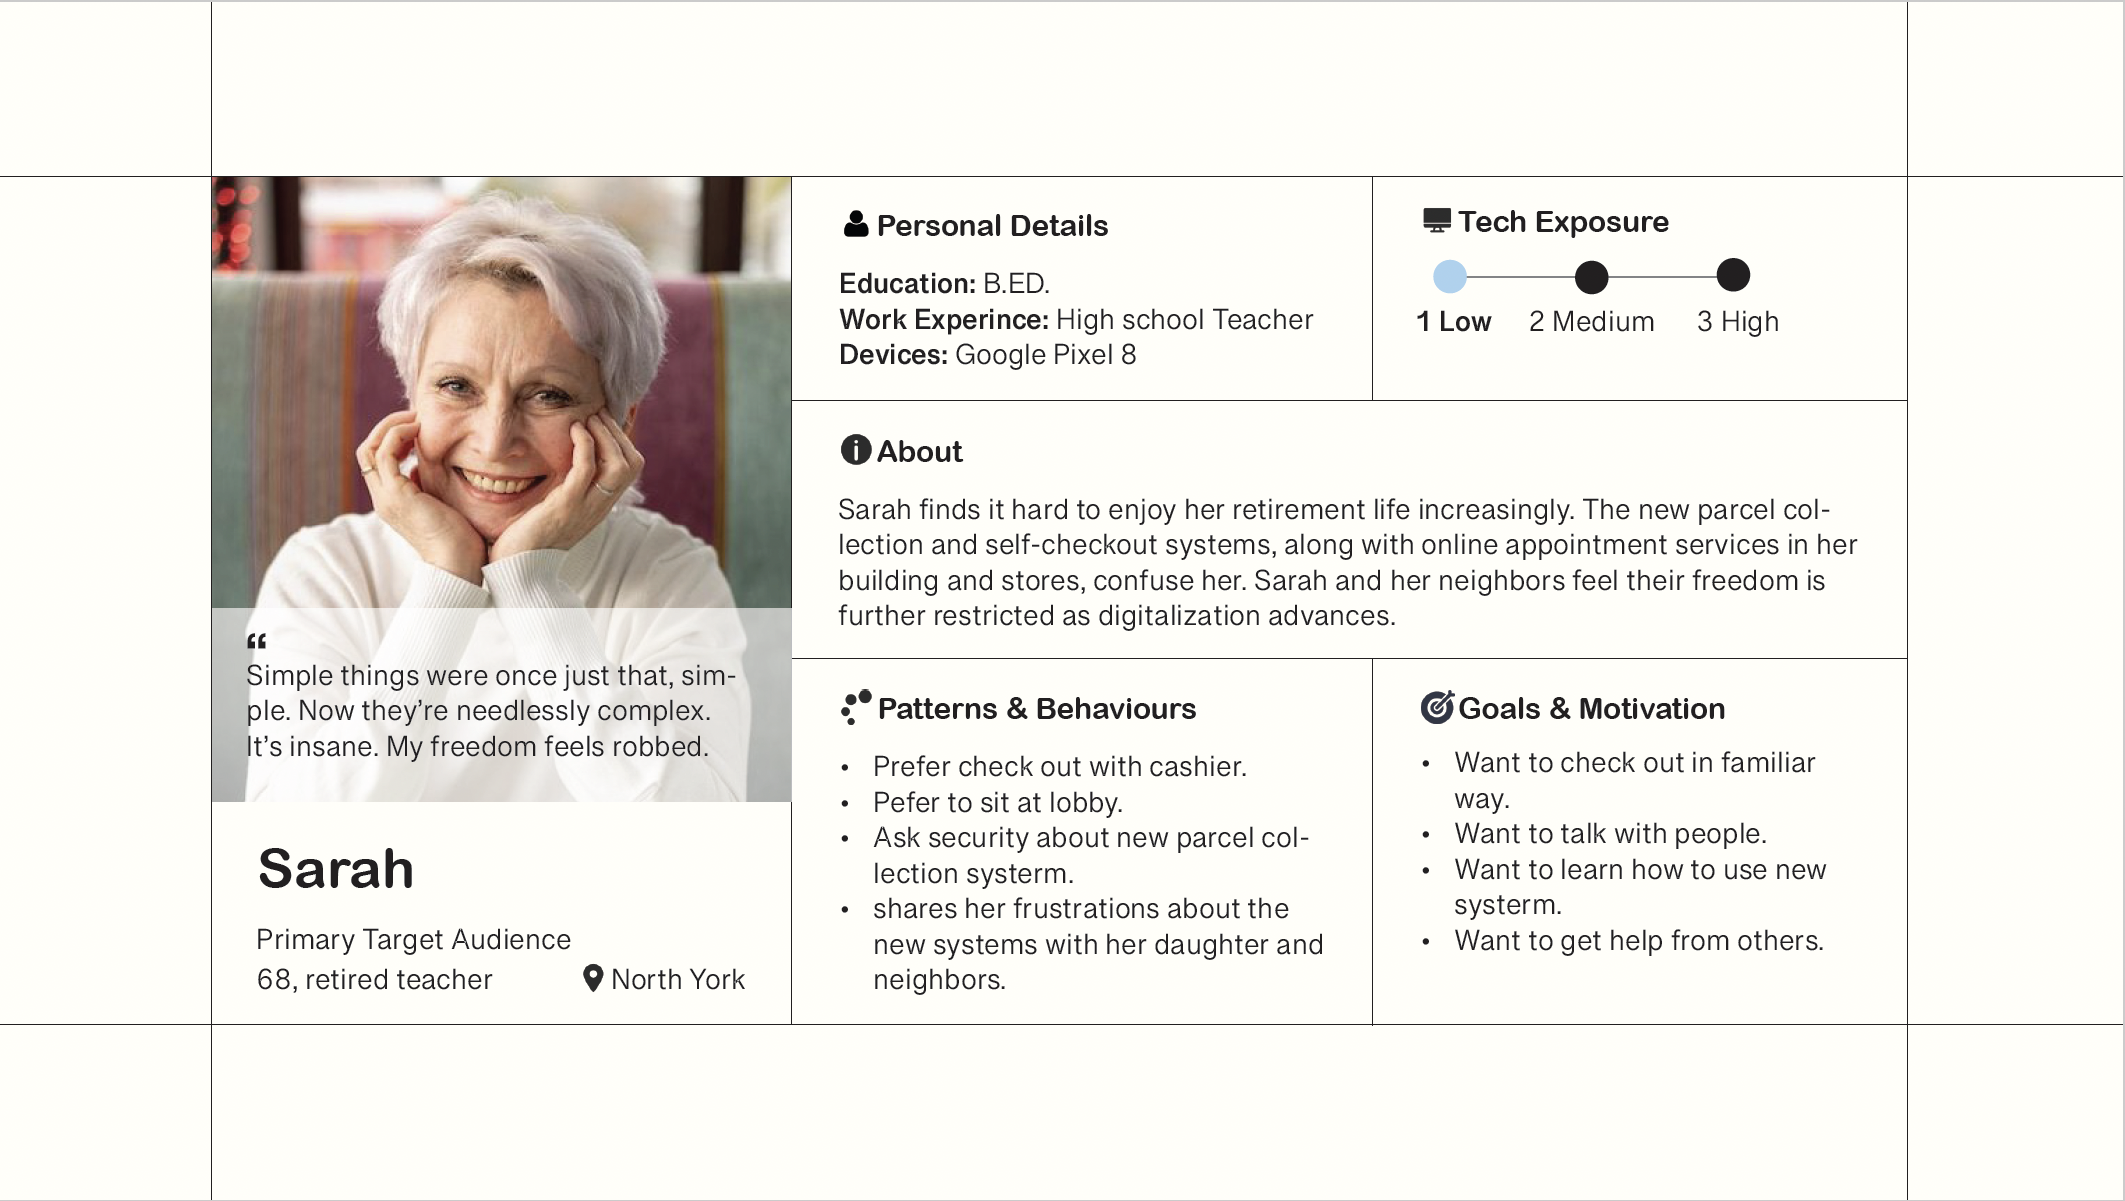 “
Simple things were once just that, sim-
ple. Now they’re needlessly complex.
It’s insane. My freedom feels robbed.
Sarah
Primary Target Audience
68, retired teacher
North York
Personal Details
Education: B.ED.
Work Experince: High school Teacher
Devices: Google Pixel 8
Tech Exposure
1 Low
2 Medium
3 High
About
Sarah finds it hard to enjoy her retirement life increasingly. The new parcel col-
lection and self-checkout systems, along with online appointment services in her
building and stores, confuse her. Sarah and her neighbors feel their freedom is
further restricted as digitalization advances.
Patterns & Behaviours
• Prefer check out with cashier.
• Pefer to sit at lobby.
• Ask security about new parcel col-
lection systerm.
• shares her frustrations about the
new systems with her daughter and
neighbors.
Goals & Motivation
• Want to check out in familiar
way.
• Want to talk with people.
• Want to learn how to use new
systerm.
• Want to get help from others.